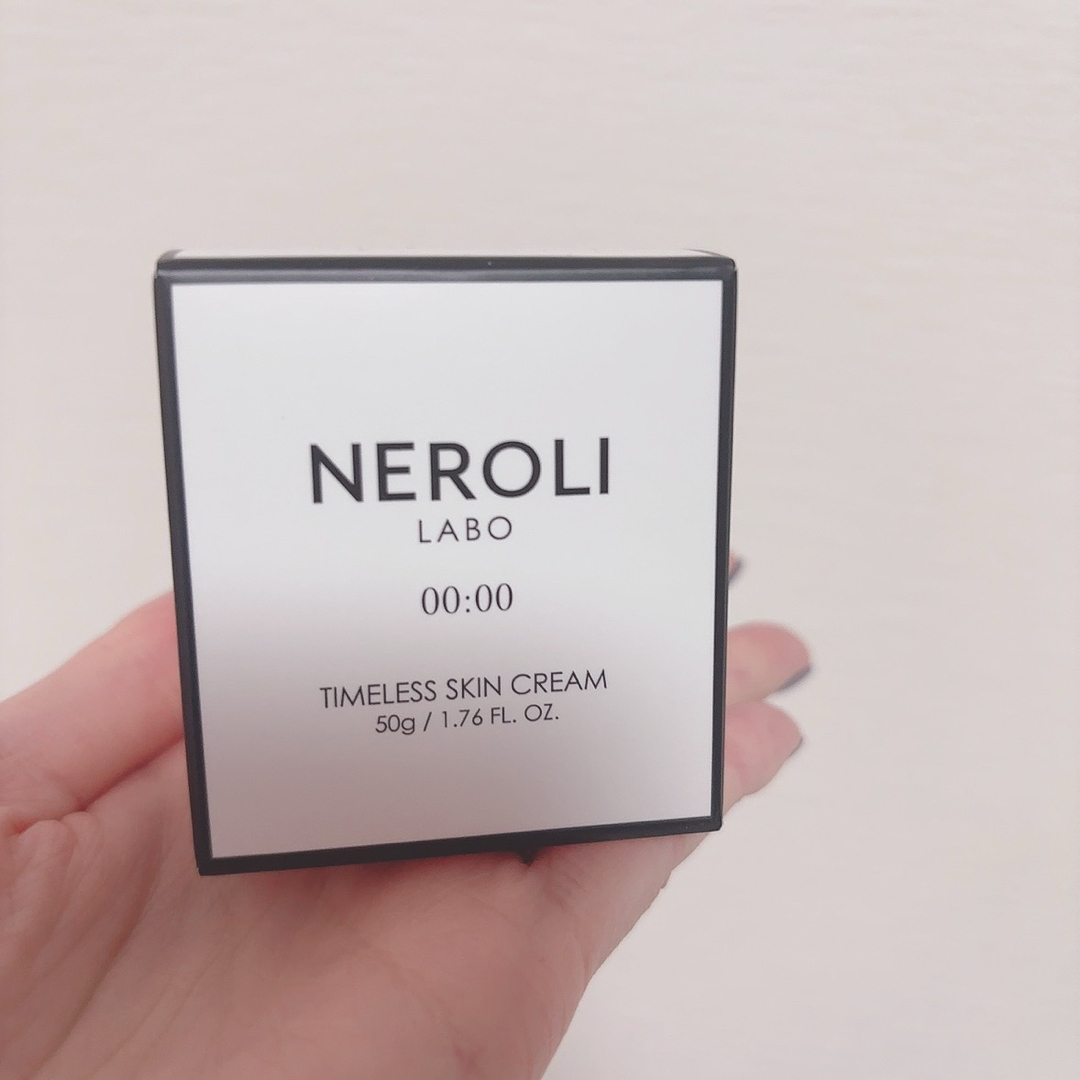 NEROLI
LABO
00:00
TIMELESS SKIN CREAM
50g / 1.76 FL. OZ.